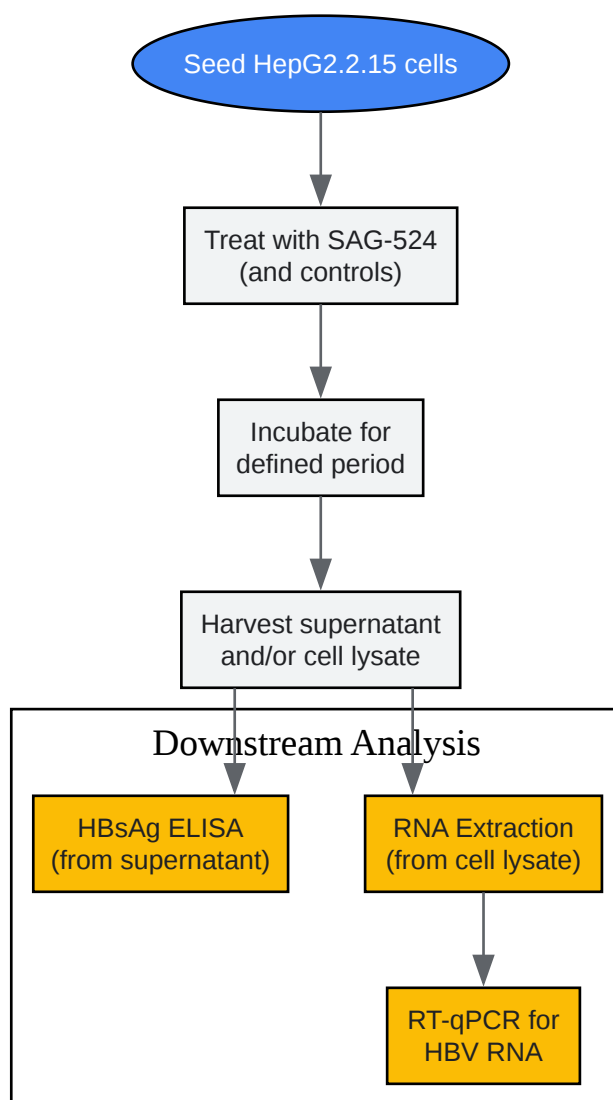 Seed HepG2.2.15 cells
Treat with SAG-524
(and controls)
Incubate for
defined period
Harvest supernatant
and/or cell lysate
Downstream Analysis
HBsAg ELISA
(from supernatant)
RNA Extraction
(from cell lysate)
RT-qPCR for
HBV RNA